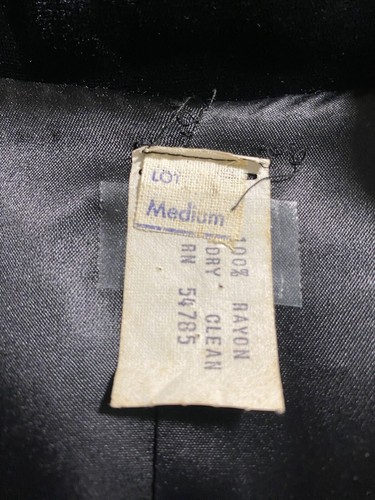 LOT
Medium
100% RAYON
DRY CLEAN
RN 54785